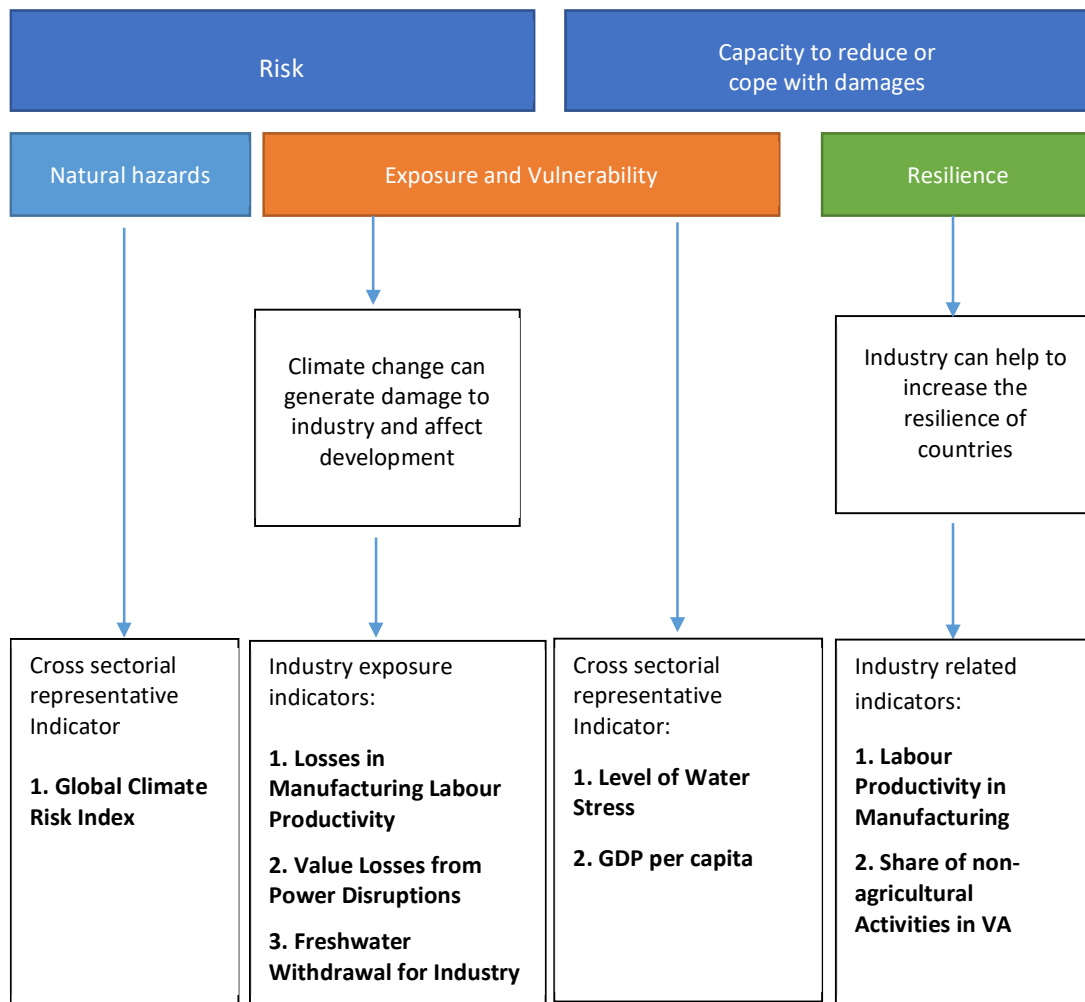 Risk
Capacity to reduce or
cope with damages
Natural hazards
Exposure and Vulnerability
Resilience
Climate change can
generate damage to
industry and affect
development
Industry can help to
increase the
resilience of
countries
Cross sectorial
representative
Indicator
1. Global Climate
Risk Index
Industry exposure
indicators:
1. Losses in
Manufacturing Labour
Productivity
2. Value Losses from
Power Disruptions
3. Freshwater
Withdrawal for Industry
Cross sectorial
representative
Indicator:
1. Level of Water
Stress
2. GDP per capita
Industry related
indicators:
1. Labour
Productivity in
Manufacturing
2. Share of non-
agricultural
Activities in VA